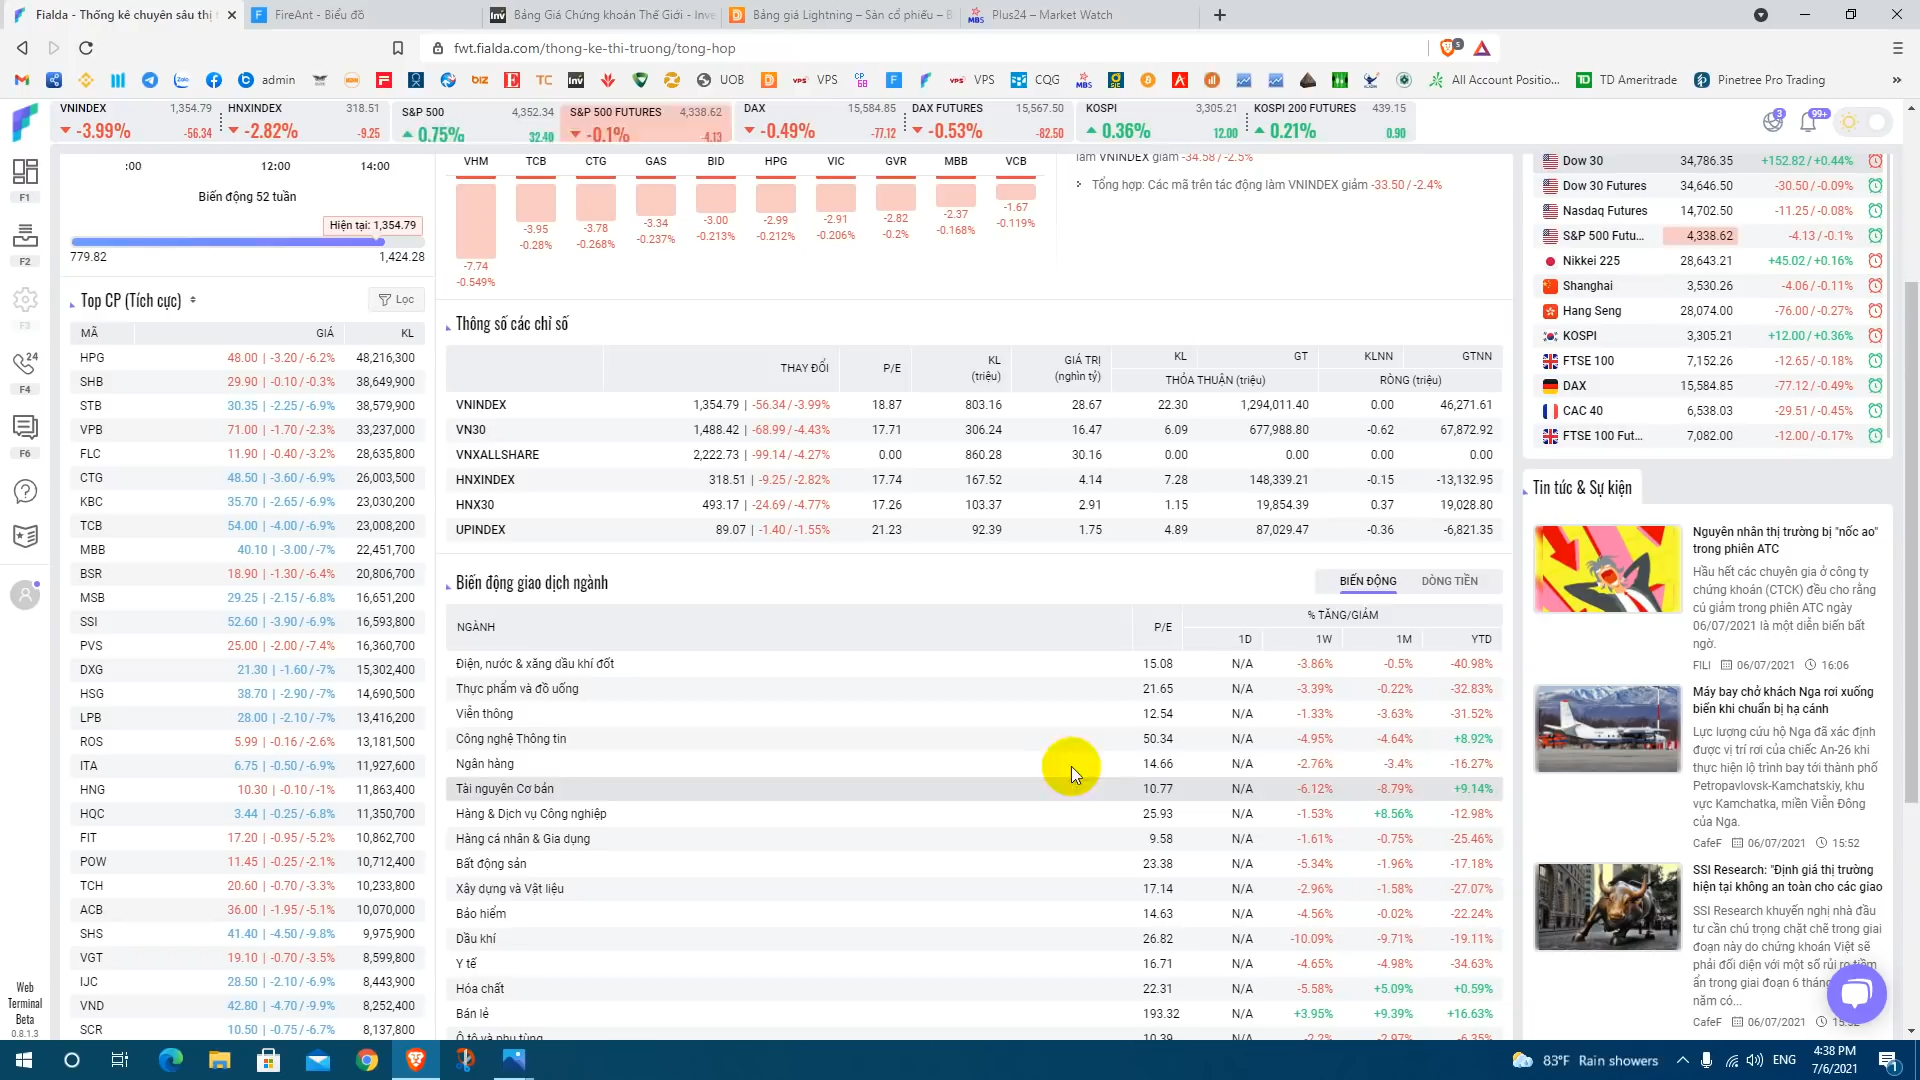 Fialda - Thống kê chuyên sâu thị t
FireAnt - Biểu đồ
Bảng Giá Chứng khoán Thế Giới - Inve
Bảng giá Lightning – Sàn cổ phiếu – B
Plus24 – Market Watch
fwt.fialda.com/thong-ke-thi-truong/tong-hop
admin
UOB
VPS
VPS
CQG
All Account Positio...
TD Ameritrade
Pinetree Pro Trading
VNINDEX 1,354.79
-3.99% -56.34
HNXINDEX 318.51
-2.82% -9.25
S&P 500 4,352.34
0.75% 32.40
S&P 500 FUTURES 4,338.62
-0.1% -4.13
DAX 15,584.85
-0.49% -77.12
DAX FUTURES 15,567.50
-0.53% -82.50
KOSPI 3,305.21
0.36% 12.00
KOSPI 200 FUTURES 439.15
0.21% 0.90
3
99+
F1
F2
F3
24
F4
F6
Web
Terminal
Beta
0.8.1.3
:00 12:00 14:00
Biến động 52 tuần
Hiện tại: 1,354.79
779.82 1,424.28
Top CP (Tích cực)
Lọc
MÃ GIÁ KL
HPG 48.00 | -3.20 / -6.2% 48,216,300
SHB 29.90 | -0.10 / -0.3% 38,649,900
STB 30.35 | -2.25 / -6.9% 38,579,900
VPB 71.00 | -1.70 / -2.3% 33,237,000
FLC 11.90 | -0.40 / -3.2% 28,635,800
CTG 48.50 | -3.60 / -6.9% 26,003,500
KBC 35.70 | -2.65 / -6.9% 23,030,200
TCB 54.00 | -4.00 / -6.9% 23,008,200
MBB 40.10 | -3.00 / -7% 22,451,700
BSR 18.90 | -1.30 / -6.4% 20,806,700
MSB 29.25 | -2.15 / -6.8% 16,651,200
SSI 52.60 | -3.90 / -6.9% 16,593,800
PVS 25.00 | -2.00 / -7.4% 16,360,700
DXG 21.30 | -1.60 / -7% 15,302,400
HSG 38.70 | -2.90 / -7% 14,690,500
LPB 28.00 | -2.10 / -7% 13,416,200
ROS 5.99 | -0.16 / -2.6% 13,181,500
ITA 6.75 | -0.50 / -6.9% 11,927,600
HNG 10.30 | -0.10 / -1% 11,863,400
HQC 3.44 | -0.25 / -6.8% 11,350,700
FIT 17.20 | -0.95 / -5.2% 10,862,700
POW 11.45 | -0.25 / -2.1% 10,712,400
TCH 20.60 | -0.70 / -3.3% 10,233,800
ACB 36.00 | -1.95 / -5.1% 10,070,000
SHS 41.40 | -4.50 / -9.8% 9,975,900
VGT 19.10 | -0.70 / -3.5% 8,599,800
IJC 28.50 | -2.10 / -6.9% 8,443,900
VND 42.80 | -4.70 / -9.9% 8,252,400
SCR 10.50 | -0.75 / -6.7% 8,137,800
VHM TCB CTG GAS BID HPG VIC GVR MBB VCB
-7.74 -3.95 -3.78 -3.34 -3.00 -2.99 -2.91 -2.82 -2.37 -1.67
-0.549% -0.28% -0.268% -0.237% -0.213% -0.212% -0.206% -0.2% -0.168% -0.119%
làm VNINDEX giảm -34.58 / -2.5%
Tổng hợp: Các mã trên tác động làm VNINDEX giảm -33.50 / -2.4%
Thông số các chỉ số
THAY ĐỔI P/E KL (triệu) GIÁ TRỊ (nghìn tỷ) KL GT KLNN GTNN
THỎA THUẬN (triệu) RÒNG (triệu)
VNINDEX 1,354.79 | -56.34 / -3.99% 18.87 803.16 28.67 22.30 1,294,011.40 0.00 46,271.61
VN30 1,488.42 | -68.99 / -4.43% 17.71 306.24 16.47 6.09 677,988.80 -0.62 67,872.92
VNXALLSHARE 2,222.73 | -99.14 / -4.27% 0.00 860.28 30.16 0.00 0.00 0.00 0.00
HNXINDEX 318.51 | -9.25 / -2.82% 17.74 167.52 4.14 7.28 148,339.21 -0.15 -13,132.95
HNX30 493.17 | -24.69 / -4.77% 17.26 103.37 2.91 1.15 19,854.39 0.37 19,028.80
UPINDEX 89.07 | -1.40 / -1.55% 21.23 92.39 1.75 4.89 87,029.47 -0.36 -6,821.35
Biến động giao dịch ngành
BIẾN ĐỘNG DÒNG TIỀN
NGÀNH P/E % TĂNG/GIẢM
1D 1W 1M YTD
Điện, nước & xăng dầu khí đốt 15.08 N/A -3.86% -0.5% -40.98%
Thực phẩm và đồ uống 21.65 N/A -3.39% -0.22% -32.83%
Viễn thông 12.54 N/A -1.33% -3.63% -31.52%
Công nghệ Thông tin 50.34 N/A -4.95% -4.64% +8.92%
Ngân hàng 14.66 N/A -2.76% -3.4% -16.27%
Tài nguyên Cơ bản 10.77 N/A -6.12% -8.79% +9.14%
Hàng & Dịch vụ Công nghiệp 25.93 N/A -1.53% +8.56% -12.98%
Hàng cá nhân & Gia dụng 9.58 N/A -1.61% -0.75% -25.46%
Bất động sản 23.38 N/A -5.34% -1.96% -17.18%
Xây dựng và Vật liệu 17.14 N/A -2.96% -1.58% -27.07%
Bảo hiểm 14.63 N/A -4.56% -0.02% -22.24%
Dầu khí 26.82 N/A -10.09% -9.71% -19.11%
Y tế 16.71 N/A -4.65% -4.98% -34.63%
Hóa chất 22.31 N/A -5.58% +5.09% +0.59%
Bán lẻ 193.32 N/A +3.95% +9.39% +16.63%
Ô tô và phụ tùng 10.39 N/A -2.2% -2.97% -6.35%
Dow 30 34,786.35 +152.82 / +0.44%
Dow 30 Futures 34,646.50 -30.50 / -0.09%
Nasdaq Futures 14,702.50 -11.25 / -0.08%
S&P 500 Futu... 4,338.62 -4.13 / -0.1%
Nikkei 225 28,643.21 +45.02 / +0.16%
Shanghai 3,530.26 -4.06 / -0.11%
Hang Seng 28,074.00 -76.00 / -0.27%
KOSPI 3,305.21 +12.00 / +0.36%
FTSE 100 7,152.26 -12.65 / -0.18%
DAX 15,584.85 -77.12 / -0.49%
CAC 40 6,538.03 -29.51 / -0.45%
FTSE 100 Fut... 7,082.00 -12.00 / -0.17%
Tin tức & Sự kiện
Nguyên nhân thị trường bị "nốc ao"
trong phiên ATC
Hầu hết các chuyên gia ở công ty
chứng khoán (CTCK) đều cho rằng
cú giảm trong phiên ATC ngày
06/07/2021 là một diễn biến bất
ngờ.
FILI 06/07/2021 16:06
Máy bay chở khách Nga rơi xuống
biển khi chuẩn bị hạ cánh
Lực lượng cứu hộ Nga đã xác định
được vị trí rơi của chiếc An-26 khi
thực hiện lộ trình bay tới thành phố
Petropavlovsk-Kamchatskiy, khu
vực Kamchatka, miền Viễn Đông
của Nga.
CafeF 06/07/2021 15:52
SSI Research: "Định giá thị trường
hiện tại không an toàn cho các giao
SSI Research khuyến nghị nhà đầu
tư cần chú trọng chặt chẽ trong giai
đoạn này do chứng khoán Việt sẽ
phải đối diện với một số rủi ro tiềm
ẩn trong giai đoạn 6 tháng
năm có...
CafeF 06/07/2021
83°F Rain showers
ENG
4:38 PM
7/6/2021
1